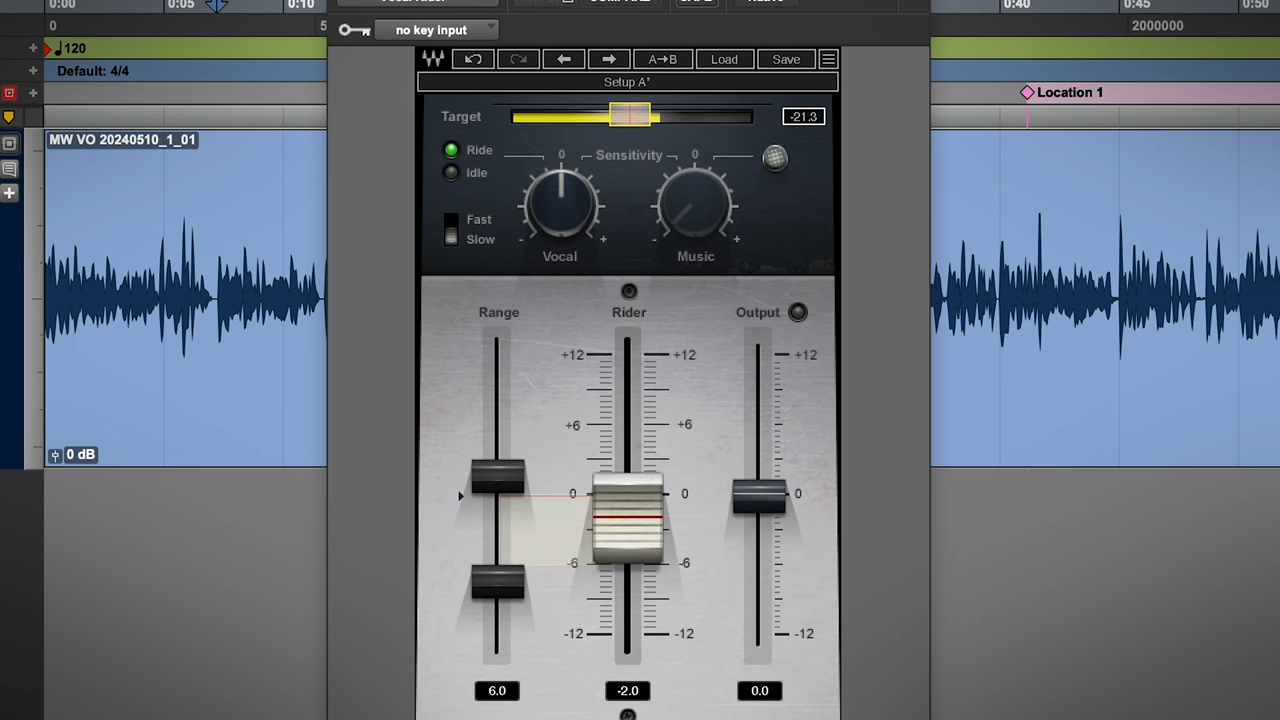 0:00
0:05
0:10
0:40
0:45
0:50
0
5
2000000
no key input
120
Default: 4/4
Location 1
MW VO 20240510_1_01
0 dB
A→B
Load
Save
Setup A*
Target
-21.3
Ride
Idle
0
Sensitivity
0
Fast
Slow
-
+
-
+
Vocal
Music
Range
Rider
Output
+12
+12
+12
+6
+6
0
0
0
-6
-6
-12
-12
-12
6.0
-2.0
0.0